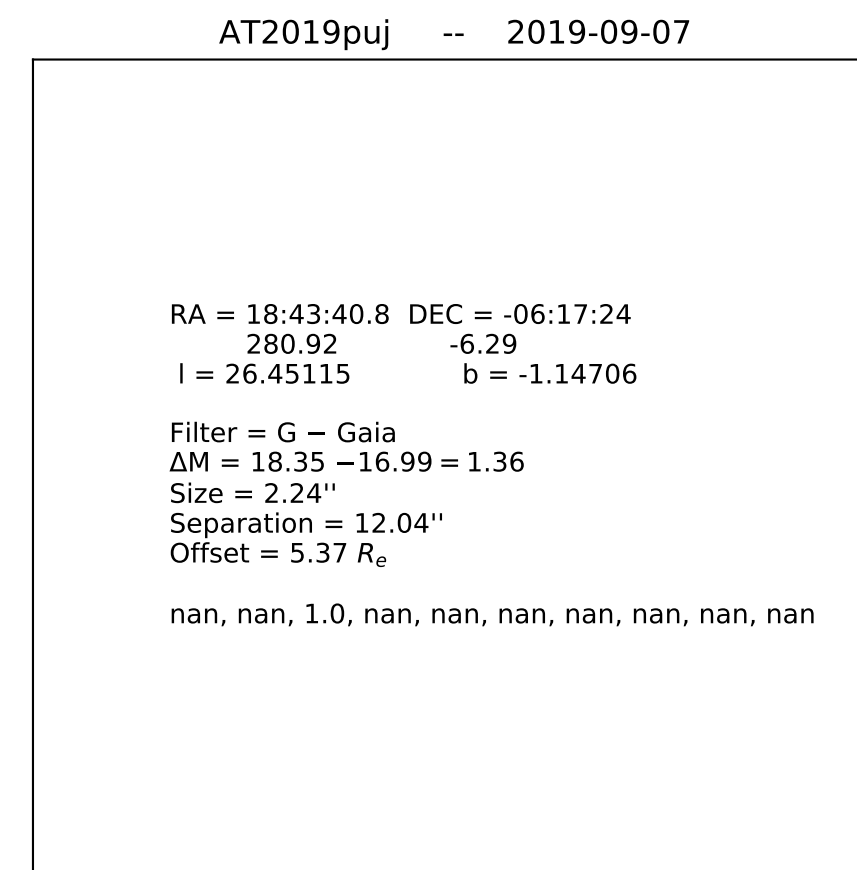 AT2019puj -- 2019-09-07
RA = 18:43:40.8 DEC = -06:17:24
280.92 -6.29
l = 26.45115 b = -1.14706
Filter = G − Gaia
ΔM = 18.35 −16.99 = 1.36
Size = 2.24''
Separation = 12.04''
Offset = 5.37 Re
nan, nan, 1.0, nan, nan, nan, nan, nan, nan, nan